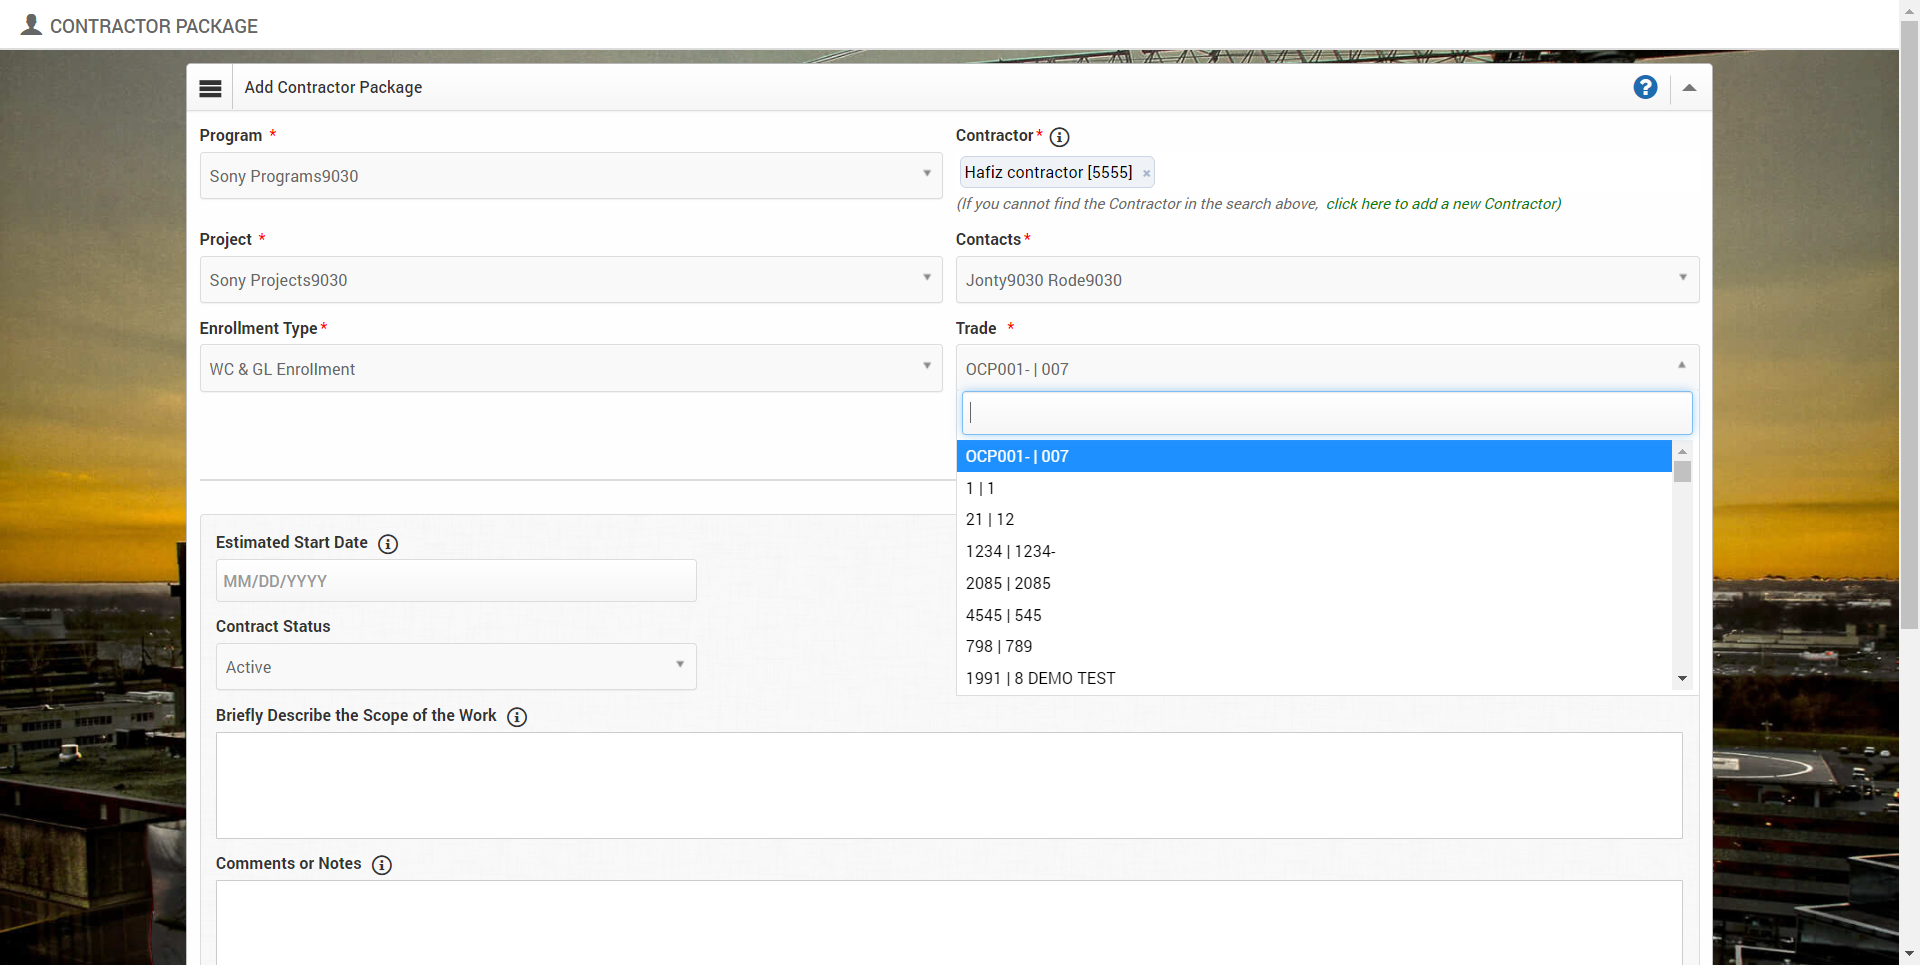 CONTRACTOR PACKAGE
Add Contractor Package
?
Program *
Sony Programs9030
Contractor* i
Hafiz contractor [5555] ×
(If you cannot find the Contractor in the search above, click here to add a new Contractor)
Project *
Sony Projects9030
Contacts*
Jonty9030 Rode9030
Enrollment Type*
WC & GL Enrollment
Trade *
OCP001- | 007
OCP001- | 007
1 | 1
21 | 12
1234 | 1234-
2085 | 2085
4545 | 545
798 | 789
1991 | 8 DEMO TEST
Estimated Start Date i
MM/DD/YYYY
Contract Status
Active
Briefly Describe the Scope of the Work i
Comments or Notes i